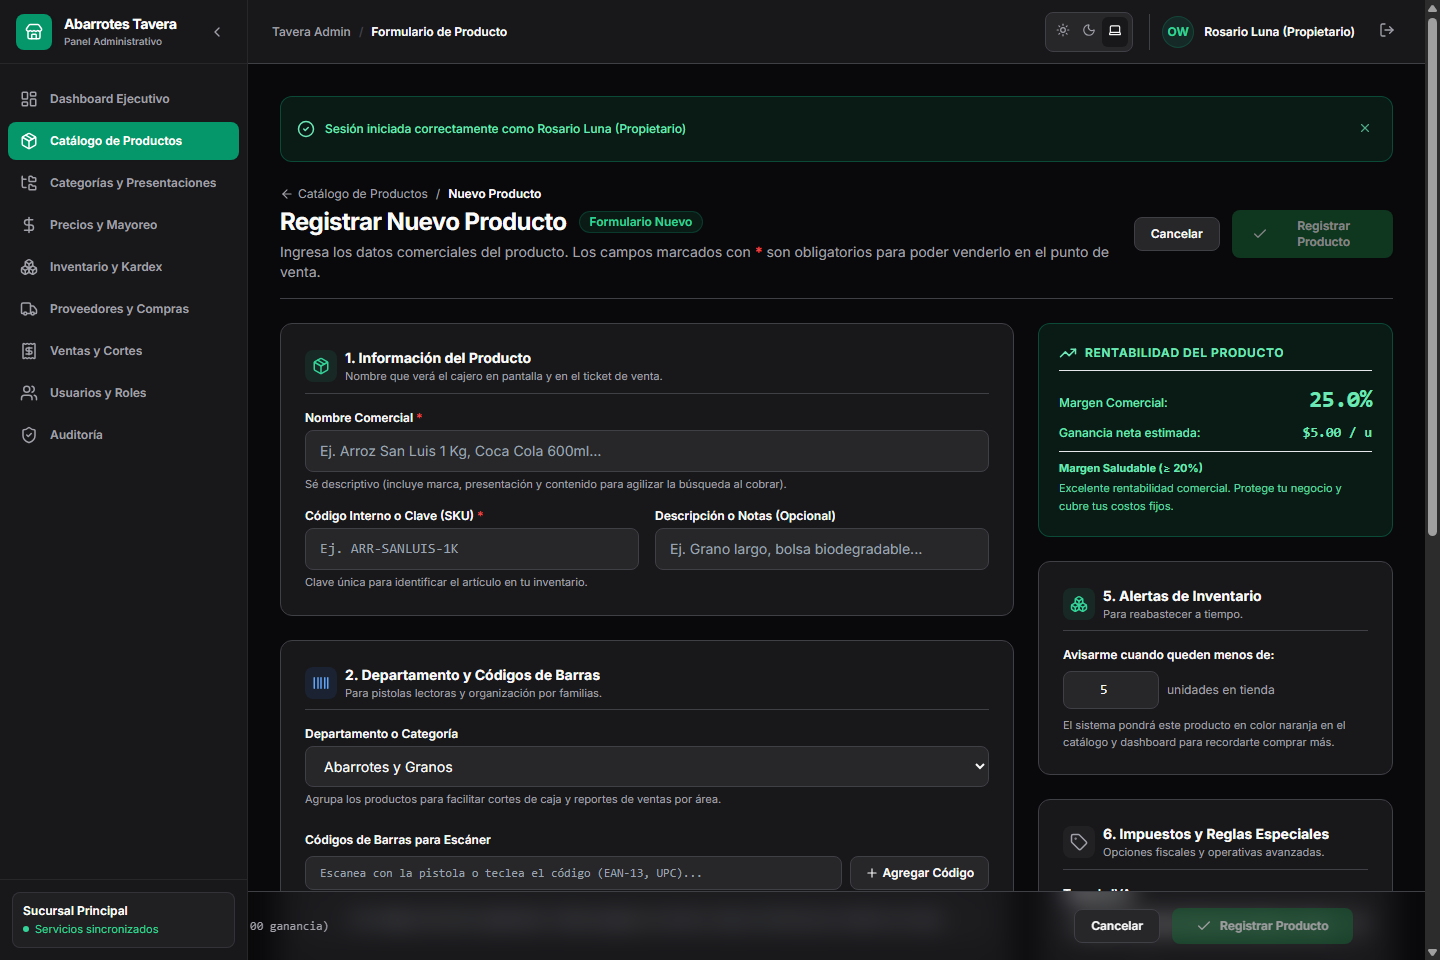 Abarrotes Tavera
Panel Administrativo
Dashboard Ejecutivo
Catálogo de Productos
Categorías y Presentaciones
Precios y Mayoreo
Inventario y Kardex
Proveedores y Compras
Ventas y Cortes
Usuarios y Roles
Auditoría
Sucursal Principal
Servicios sincronizados
Tavera Admin / Formulario de Producto
OW Rosario Luna (Propietario)
Sesión iniciada correctamente como Rosario Luna (Propietario)
Catálogo de Productos / Nuevo Producto
Registrar Nuevo Producto Formulario Nuevo
Ingresa los datos comerciales del producto. Los campos marcados con * son obligatorios para poder venderlo en el punto de
venta.
Cancelar
Registrar
Producto
1. Información del Producto
Nombre que verá el cajero en pantalla y en el ticket de venta.
Nombre Comercial *
Ej. Arroz San Luis 1 Kg, Coca Cola 600ml...
Sé descriptivo (incluye marca, presentación y contenido para agilizar la búsqueda al cobrar).
Código Interno o Clave (SKU) *
Ej. ARR-SANLUIS-1K
Clave única para identificar el artículo en tu inventario.
Descripción o Notas (Opcional)
Ej. Grano largo, bolsa biodegradable...
2. Departamento y Códigos de Barras
Para pistolas lectoras y organización por familias.
Departamento o Categoría
Abarrotes y Granos
Agrupa los productos para facilitar cortes de caja y reportes de ventas por área.
Códigos de Barras para Escáner
Escanea con la pistola o teclea el código (EAN-13, UPC)...
+ Agregar Código
RENTABILIDAD DEL PRODUCTO
Margen Comercial: 25.0%
Ganancia neta estimada: $5.00 / u
Margen Saludable (≥ 20%)
Excelente rentabilidad comercial. Protege tu negocio y
cubre tus costos fijos.
5. Alertas de Inventario
Para reabastecer a tiempo.
Avisarme cuando queden menos de:
5 unidades en tienda
El sistema pondrá este producto en color naranja en el
catálogo y dashboard para recordarte comprar más.
6. Impuestos y Reglas Especiales
Opciones fiscales y operativas avanzadas.
00 ganancia)
Cancelar
Registrar Producto